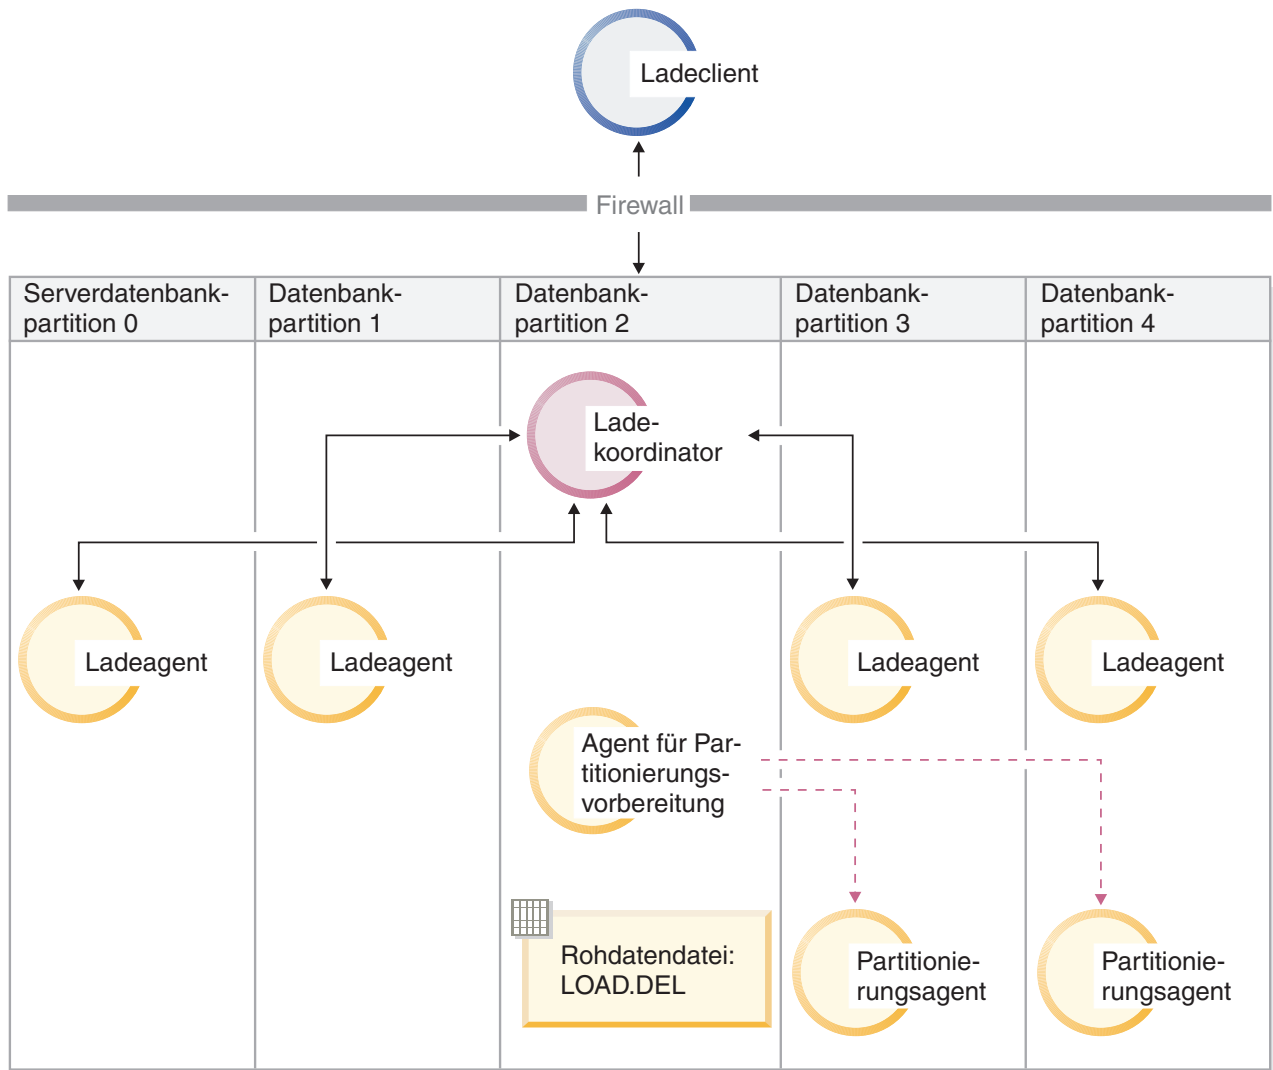 Ladeclient
Firewall
Serverdatenbank-
partition 0
Datenbank-
partition 1
Datenbank-
partition 2
Datenbank-
partition 3
Datenbank-
partition 4
Lade-
koordinator
Ladeagent
Ladeagent
Ladeagent
Ladeagent
Agent für Par-
titionierungs-
vorbereitung
Rohdatendatei:
LOAD.DEL
Partitionie-
rungsagent
Partitionie-
rungsagent